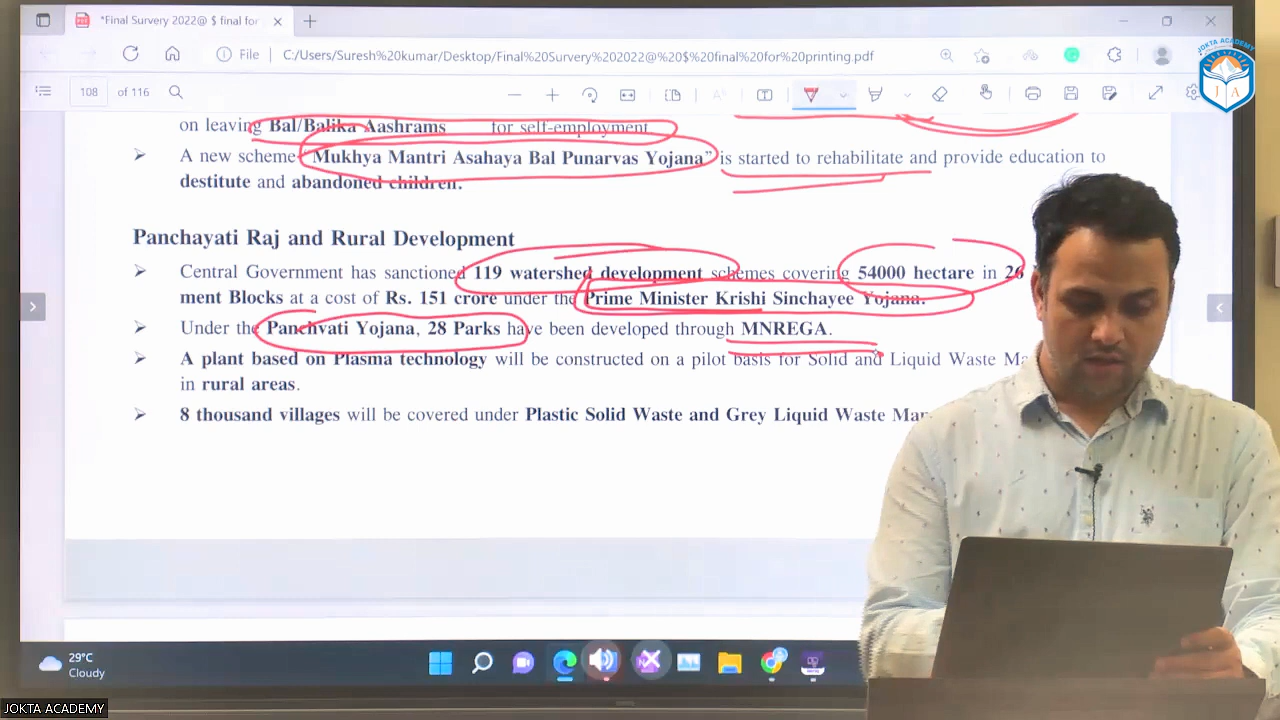 *Final Survery 2022@ $ final for
File C:/Users/Suresh%20kumar/Desktop/Final%20Survery%202022@%20$%20final%20for%20printing.pdf
JOKTA ACADEMY
J A
108 of 116
on leaving Bal/Balika Aashrams for self-employment
A new scheme "Mukhya Mantri Asahaya Bal Punarvas Yojana" is started to rehabilitate and provide education to
destitute and abandoned children.
Panchayati Raj and Rural Development
Central Government has sanctioned 119 watershed development schemes covering 54000 hectare in 26
ment Blocks at a cost of Rs. 151 crore under the Prime Minister Krishi Sinchayee Yojana.
Under the Panchvati Yojana, 28 Parks have been developed through MNREGA.
A plant based on Plasma technology will be constructed on a pilot basis for Solid and Liquid Waste Ma
in rural areas.
8 thousand villages will be covered under Plastic Solid Waste and Grey Liquid Waste Man
29°C
Cloudy
JOKTA ACADEMY